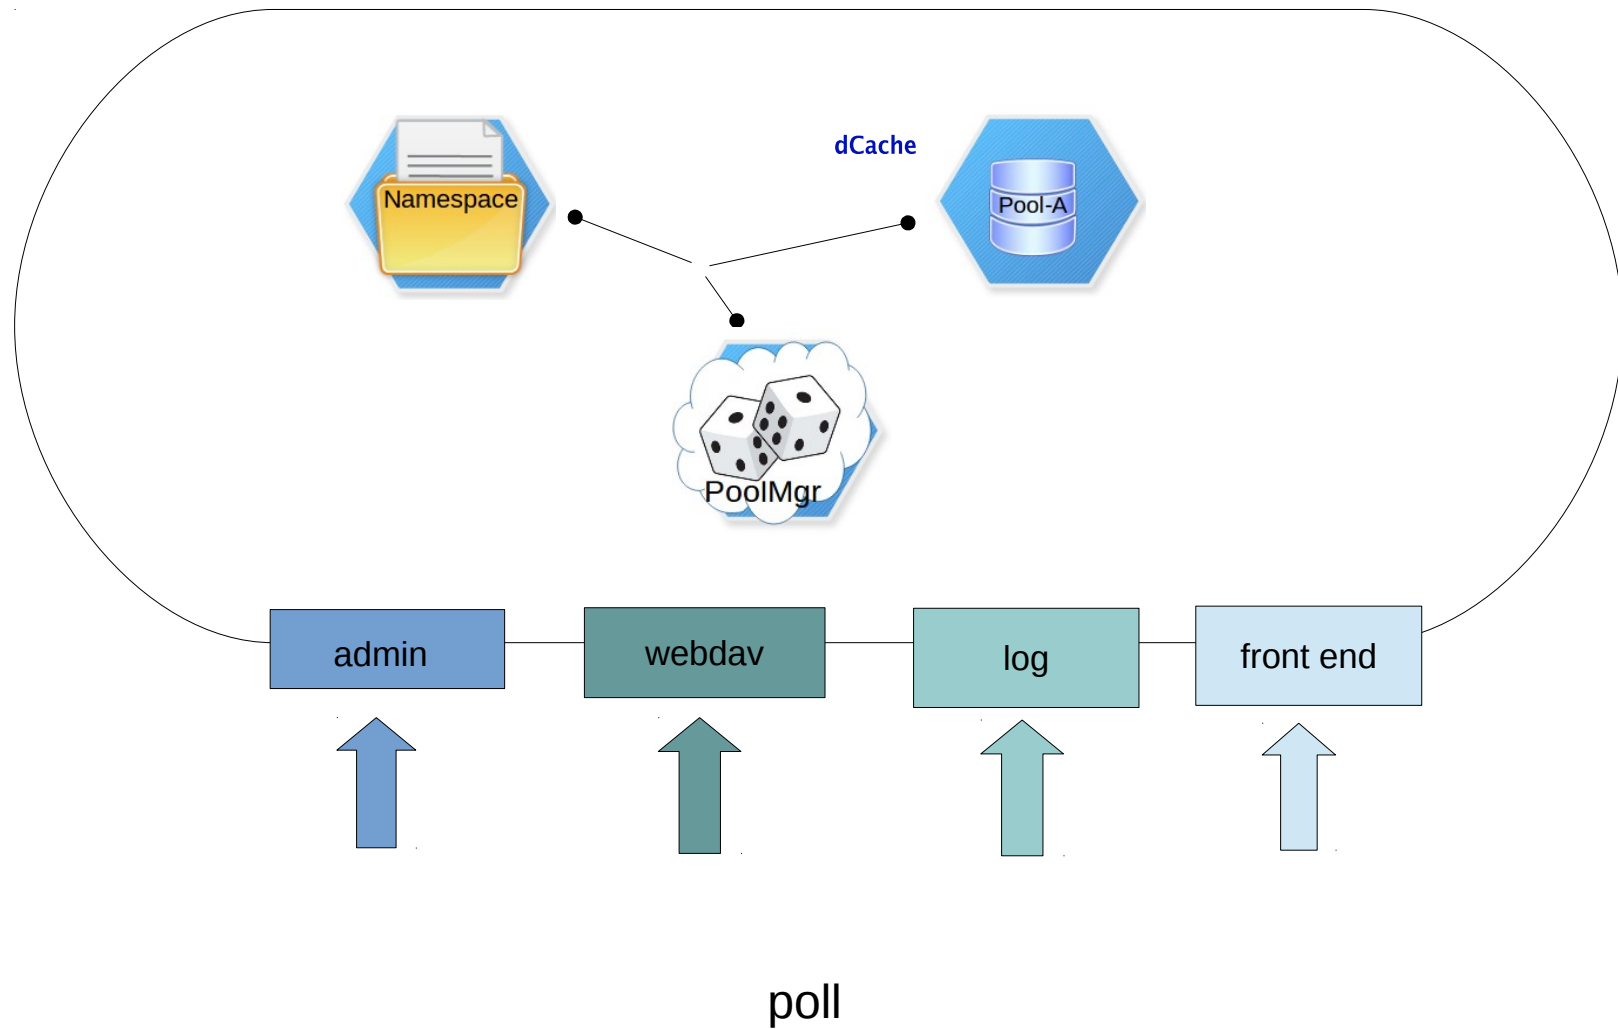 dCache
Namespace
Pool-A
PoolMgr
admin
webdav
log
front end
poll